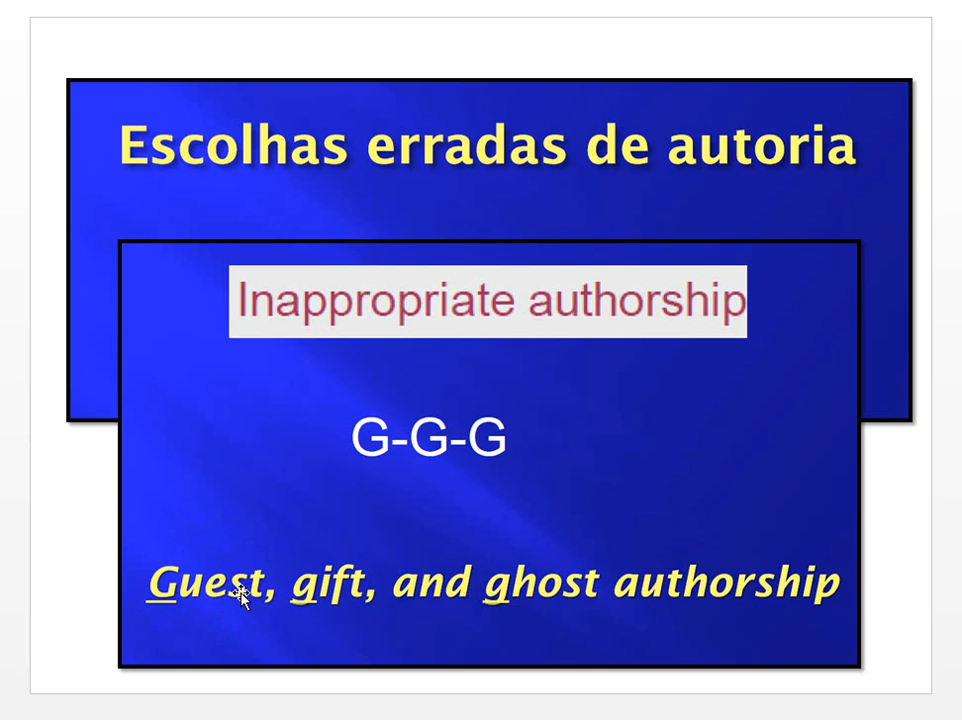 Escolhas erradas de autoria
Inappropriate authorship
G-G-G
Guest, gift, and ghost authorship